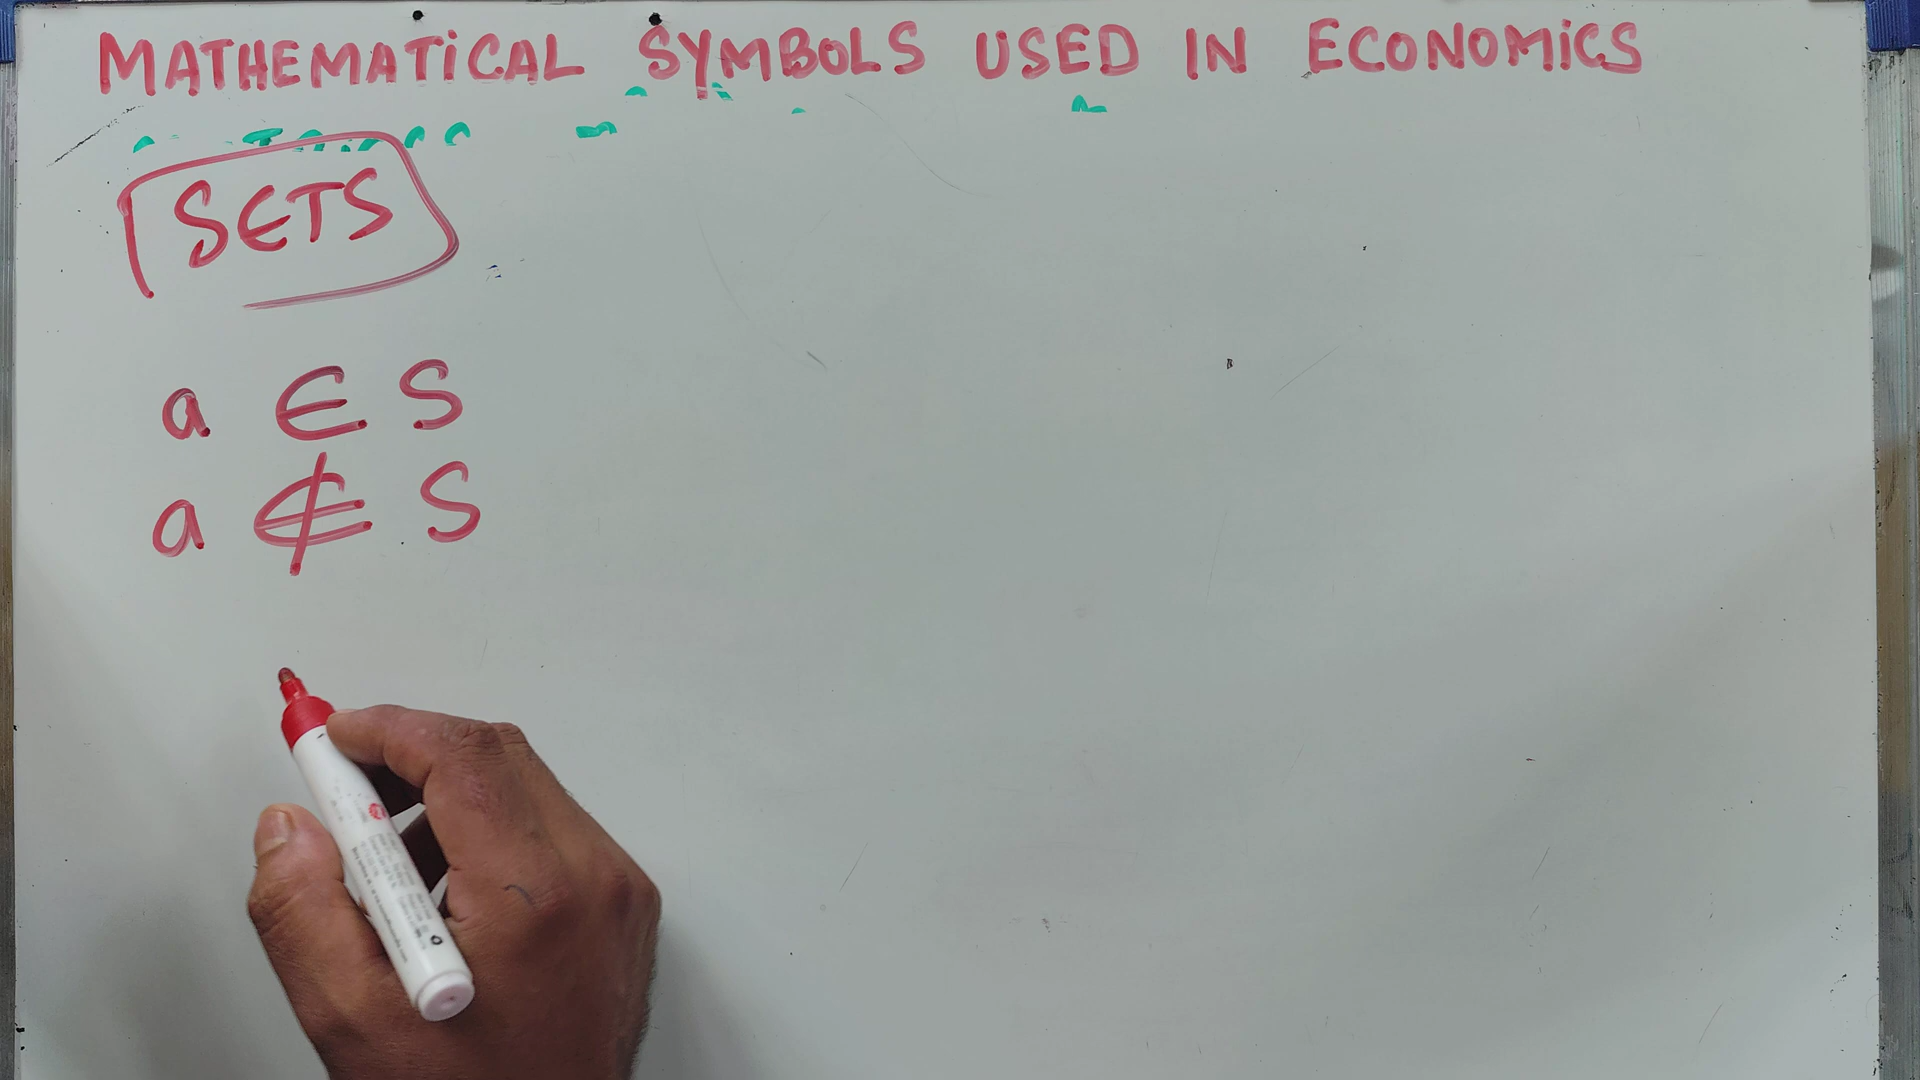 MATHEMATICAL SYMBOLS USED IN ECONOMICS
SETS
a ∈ S
a ∉ S